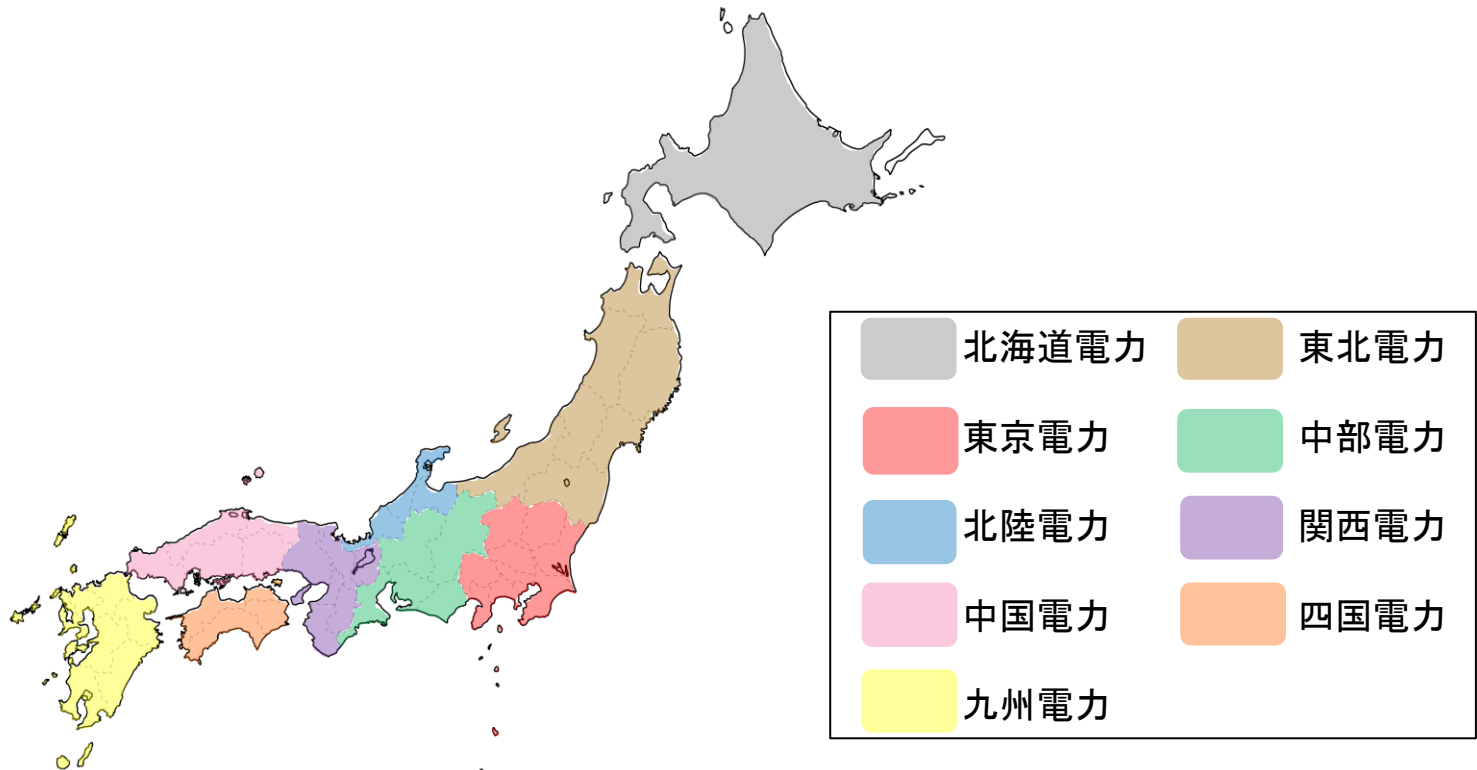 北海道電力 東北電力
東京電力 中部電力
北陸電力 関西電力
中国電力 四国電力
九州電力